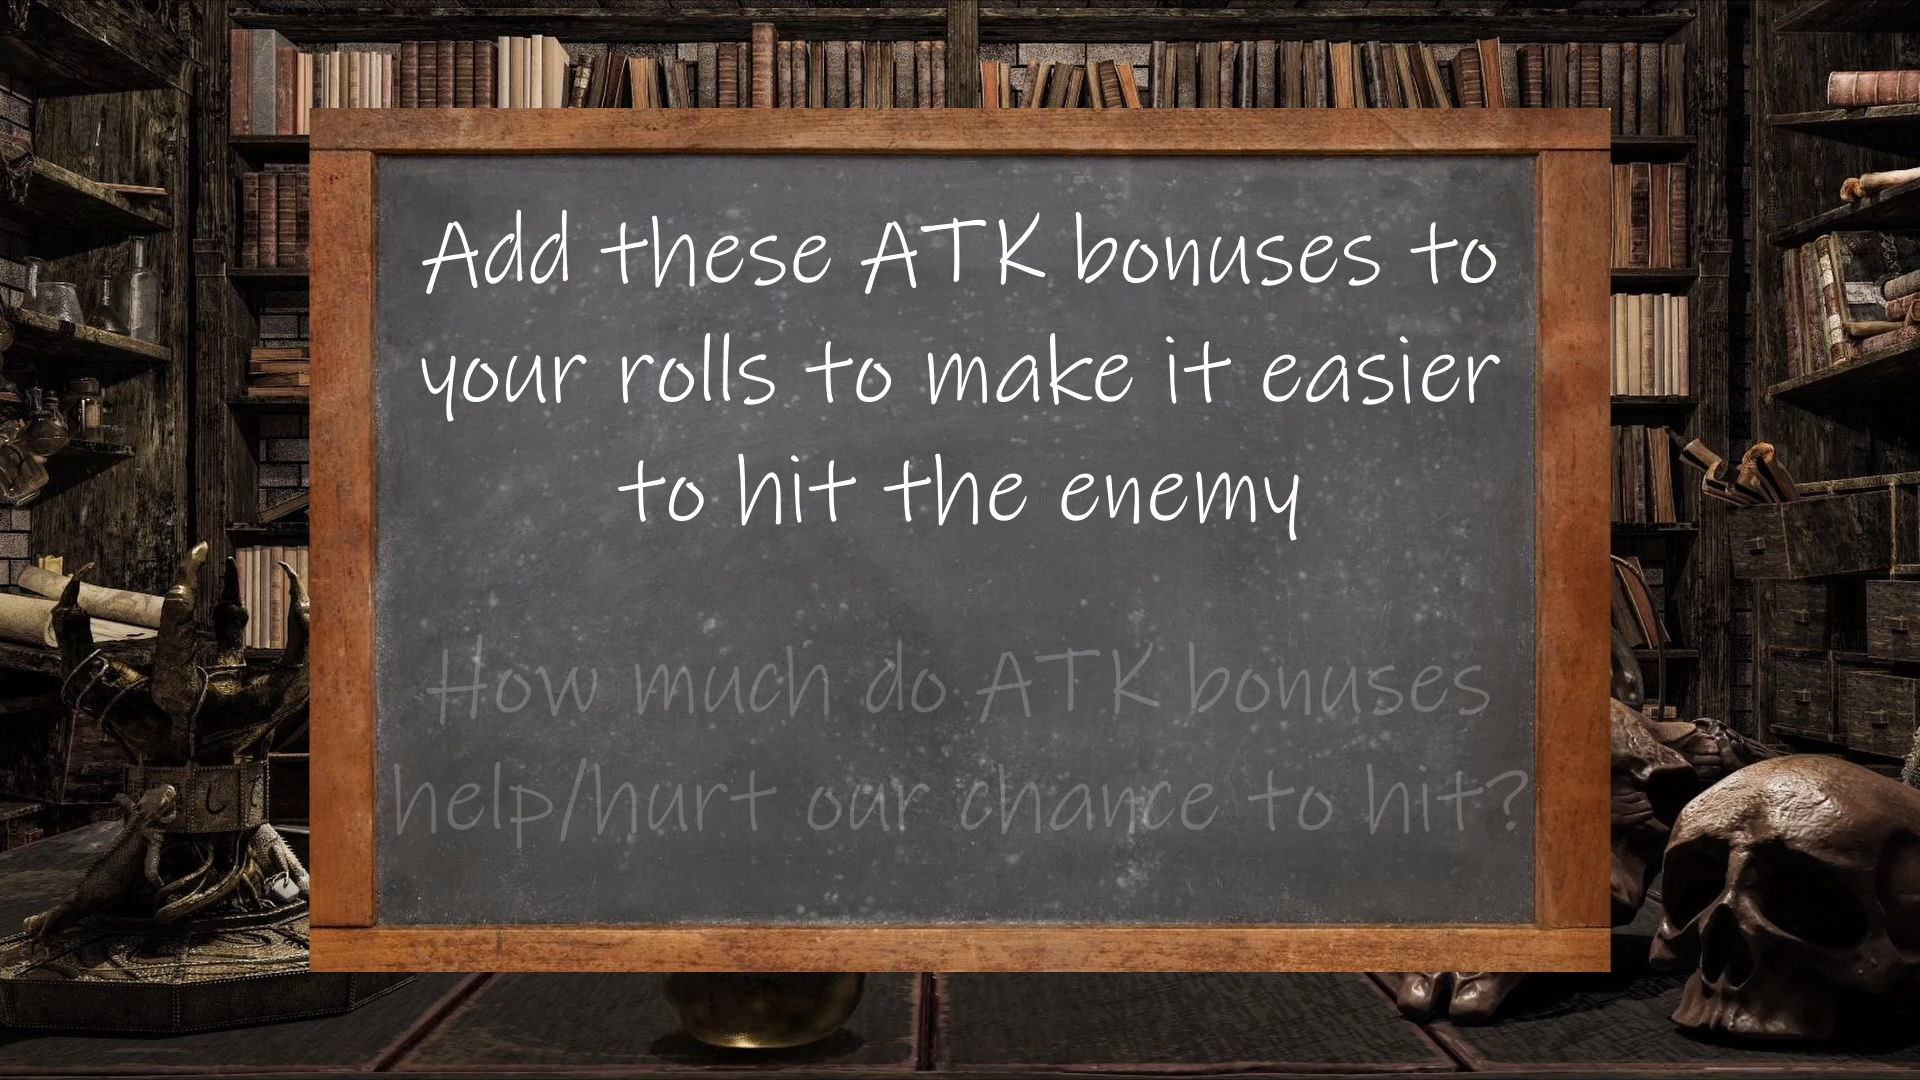 Add these ATK bonuses to
your rolls to make it easier
to hit the enemy
How much do ATK bonuses
help/hurt our chance to hit?